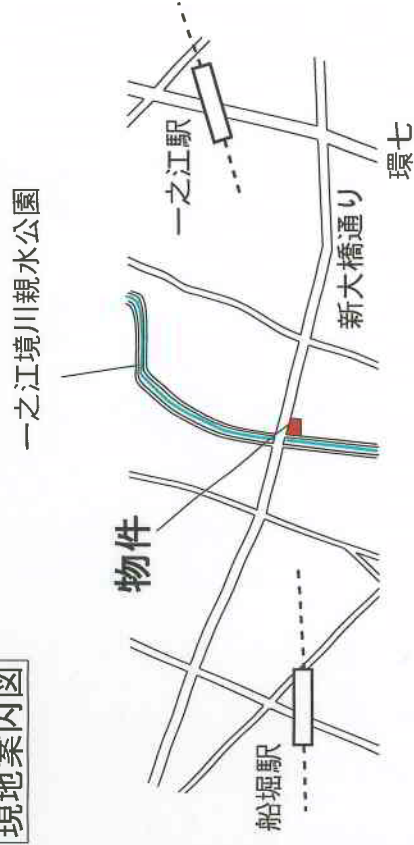 現地案内図
一之江境川親水公園
物件
船堀駅
一之江駅
新大橋通り
環七